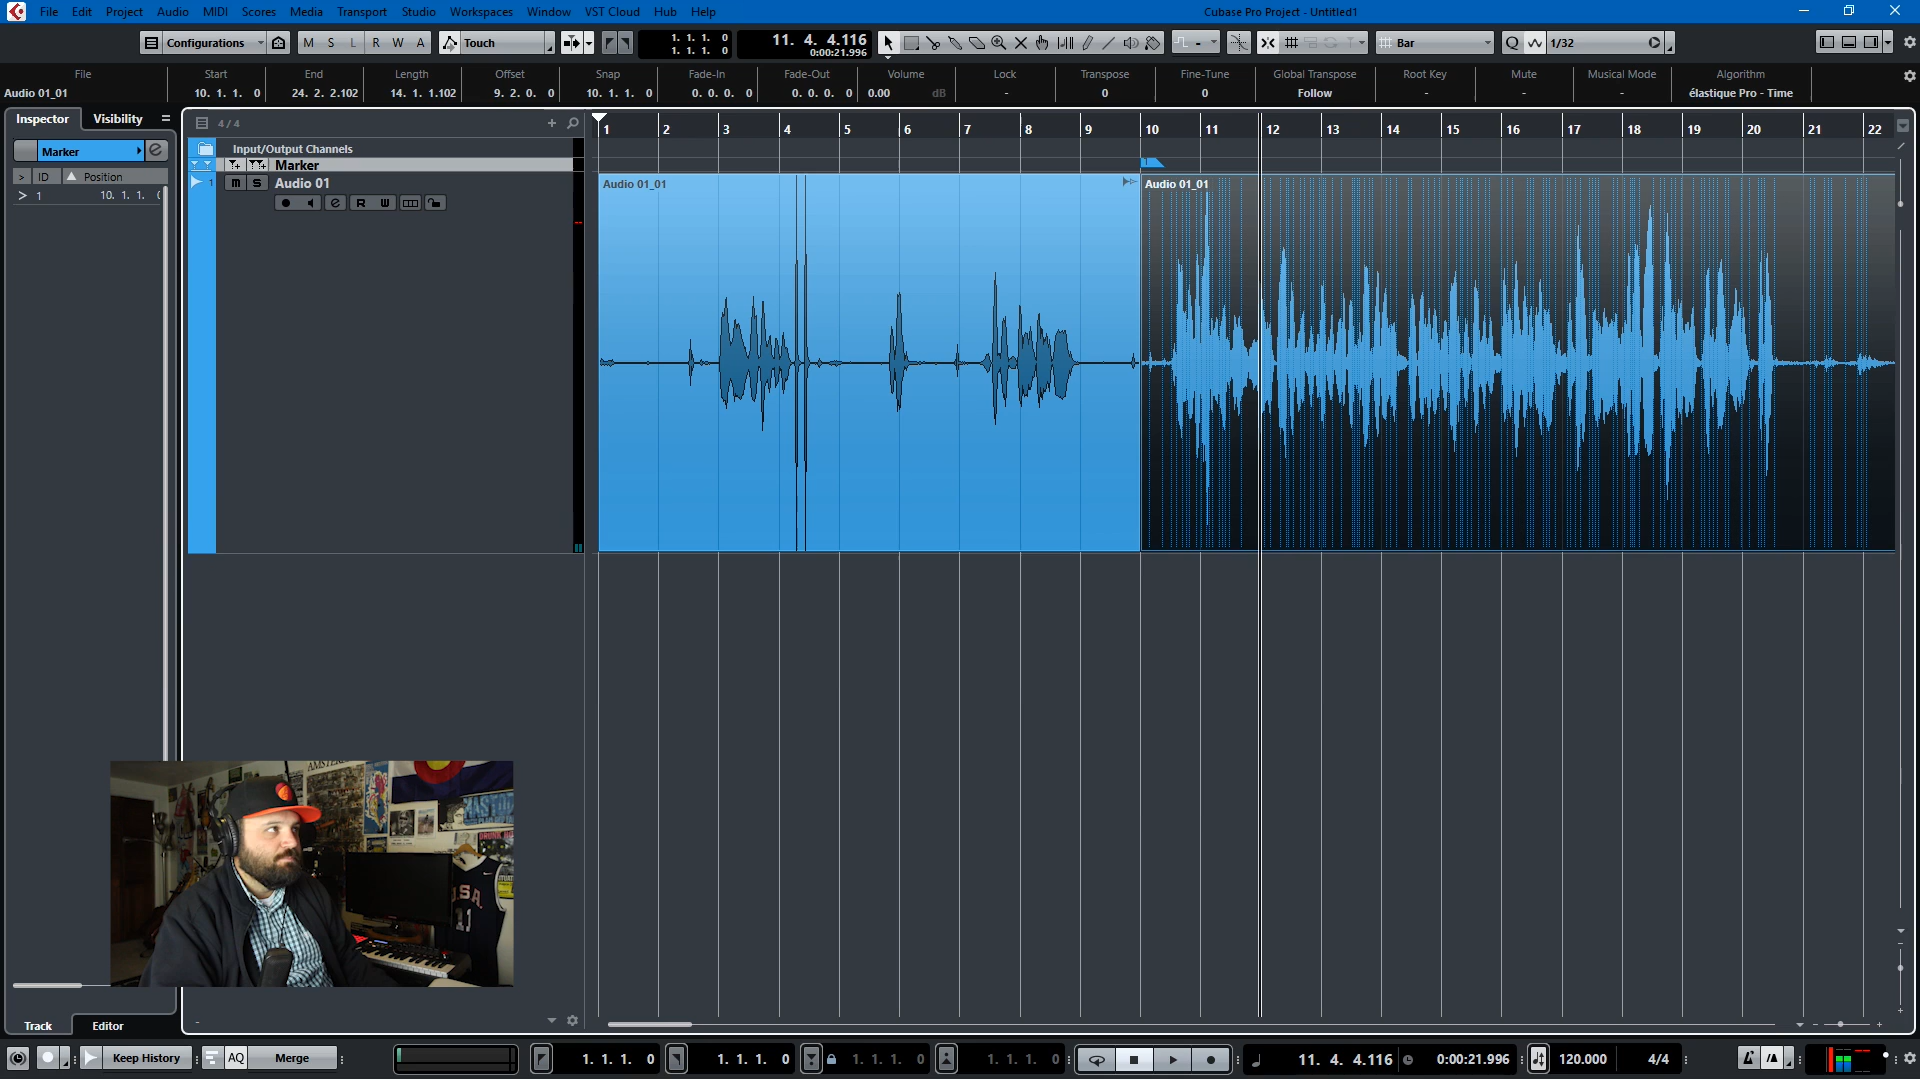 File Edit Project Audio MIDI Scores Media Transport Studio Workspaces Window VST Cloud Hub Help
Cubase Pro Project - Untitled1
Configurations M S L R W A Touch
1. 1. 1. 0
1. 1. 1. 0
11. 4. 4.116
0:00:21.996
- Bar Q 1/32
File Start End Length Offset Snap Fade-In Fade-Out Volume Lock Transpose Fine-Tune Global Transpose Root Key Mute Musical Mode Algorithm
Audio 01_01 10. 1. 1. 0 24. 2. 2.102 14. 1. 1.102 9. 2. 0. 0 10. 1. 1. 0 0. 0. 0. 0 0. 0. 0. 0 0.00 dB - 0 0 Follow - - - élastique Pro - Time
Inspector Visibility
4 / 4
1 2 3 4 5 6 7 8 9 10 11 12 13 14 15 16 17 18 19 20 21 22
Marker
ID Position
1 10. 1. 1.
Input/Output Channels
Marker
1 m S Audio 01
e R W
Audio 01_01
Audio 01_01
AMSTER
MASTOD
DRUNK
USA
11
Track Editor
Keep History AQ Merge
1. 1. 1. 0 1. 1. 1. 0 1. 1. 1. 0 1. 1. 1. 0
11. 4. 4.116 0:00:21.996 120.000 4/4